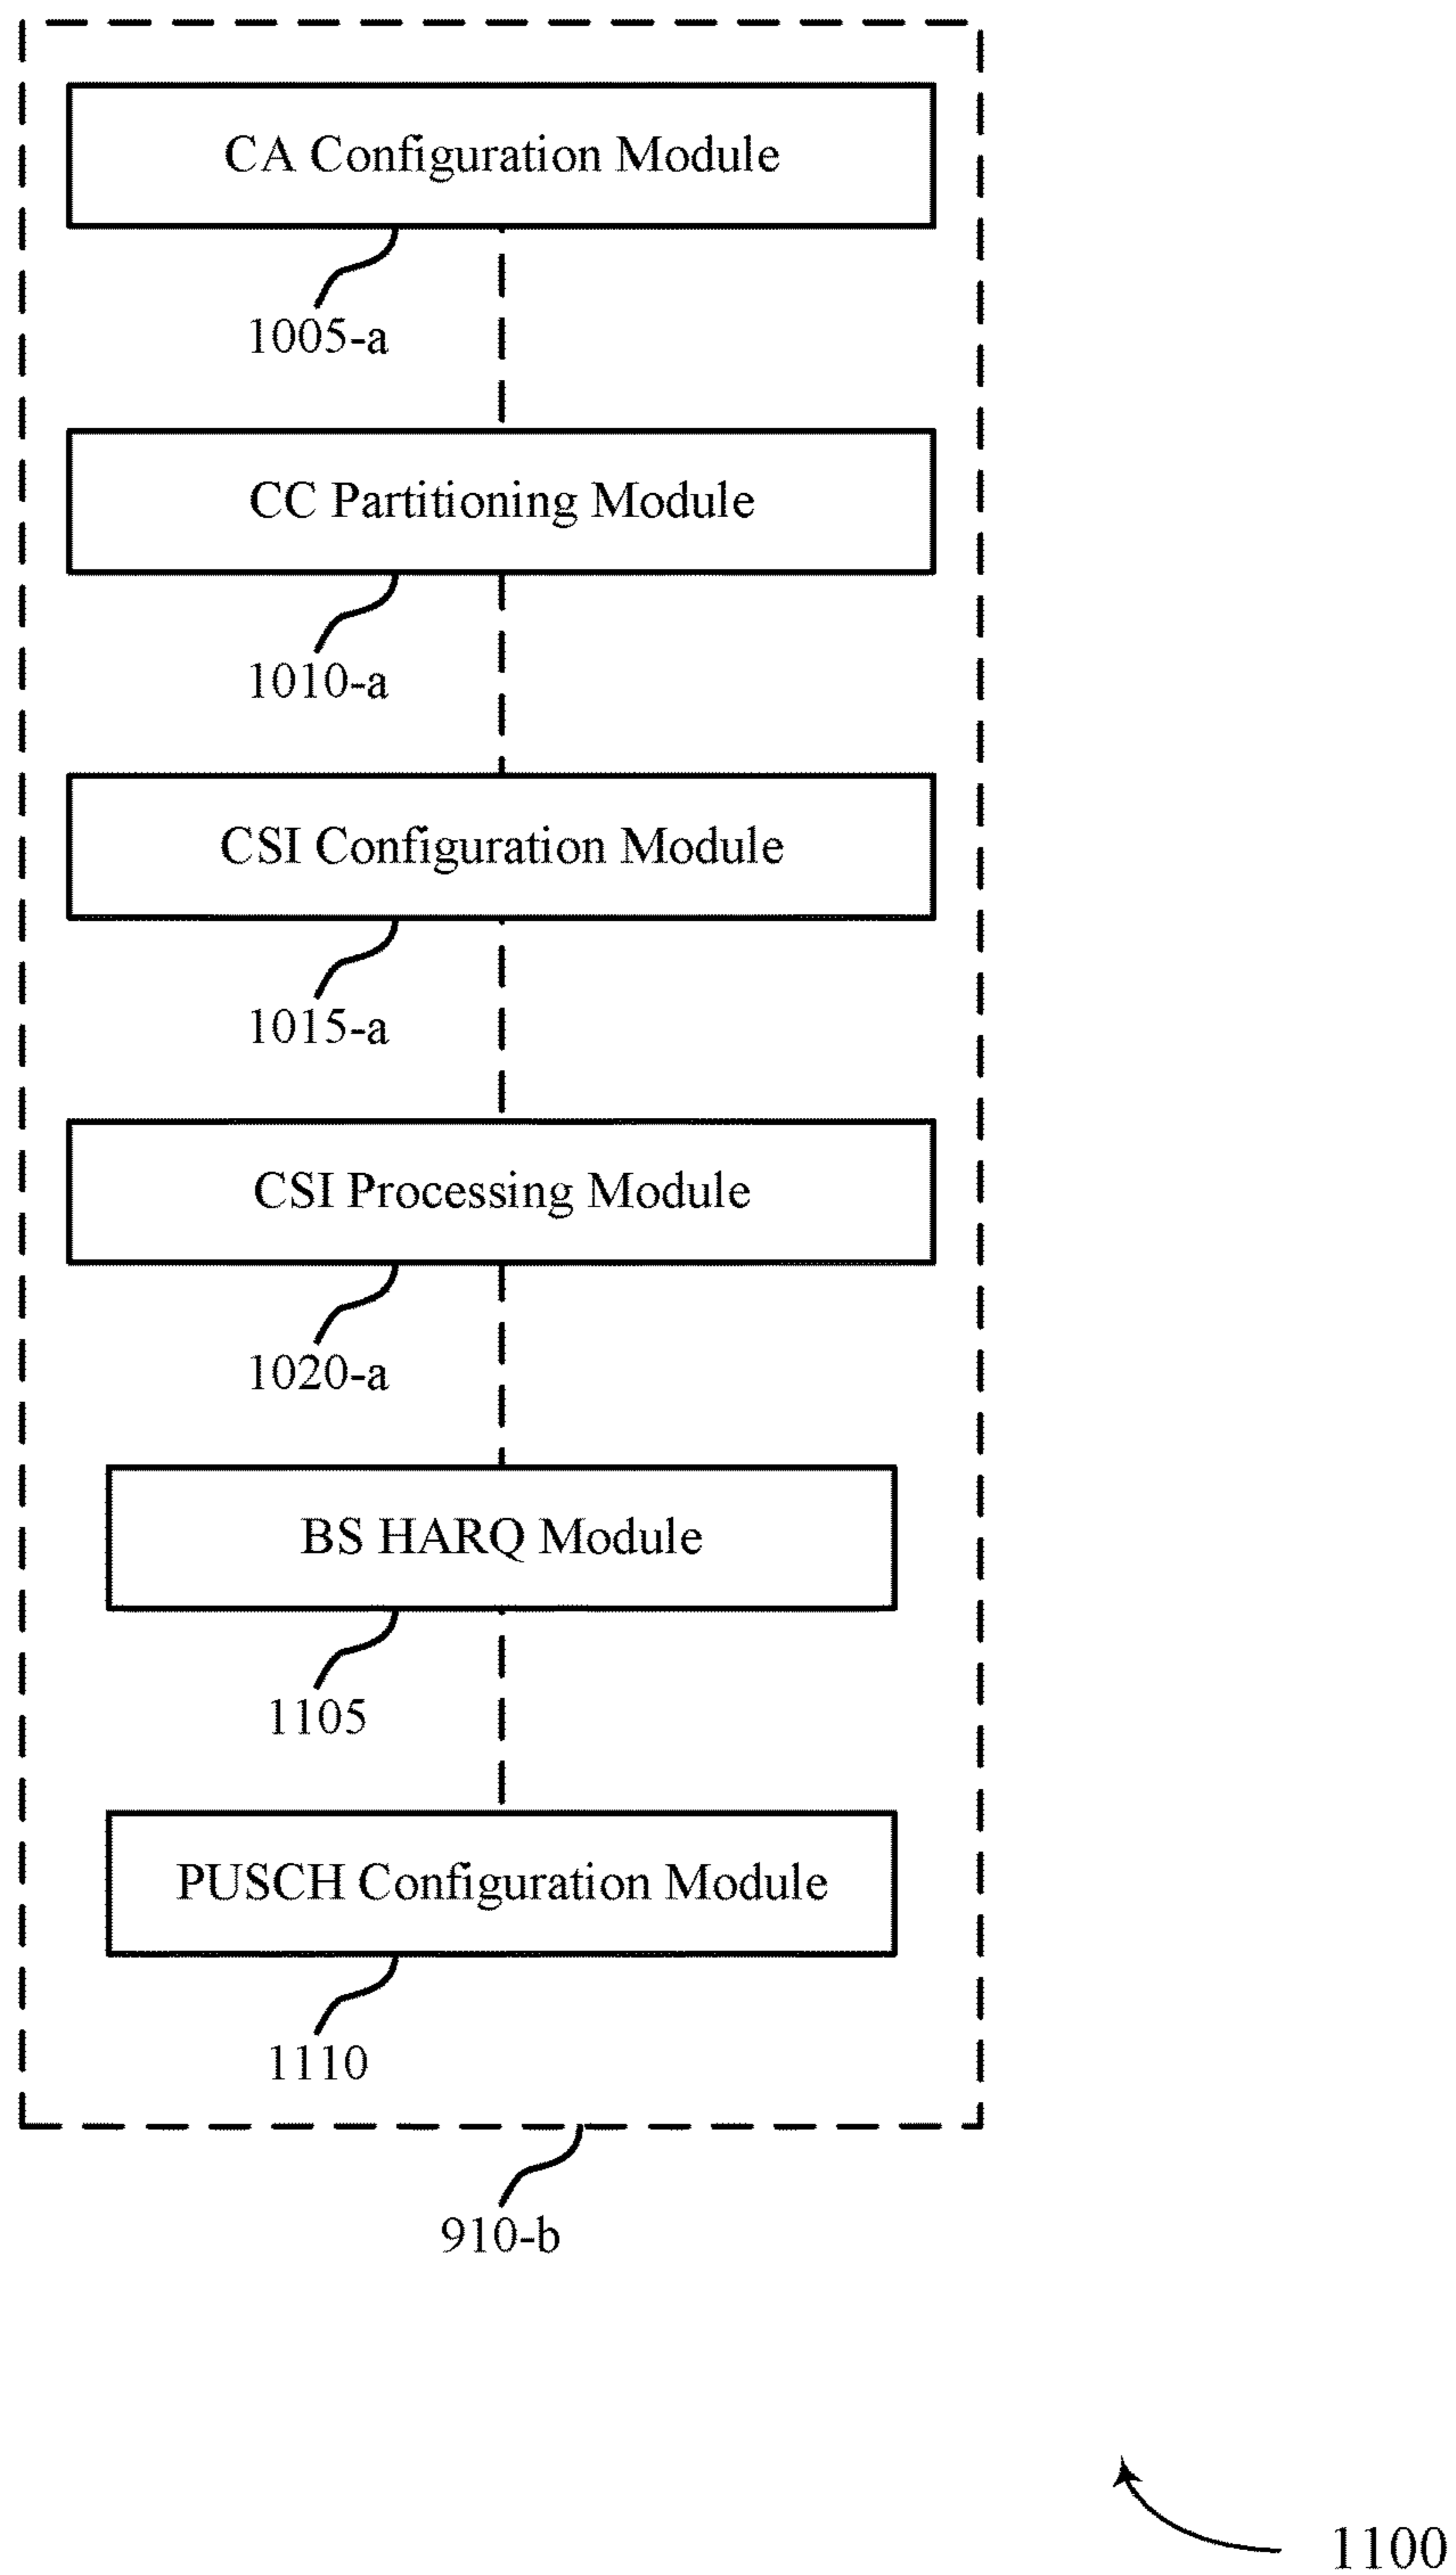 CA Configuration Module
1005-a
CC Partitioning Module
1010-a
CSI Configuration Module
1015-a
CSI Processing Module
1020-a
BS HARQ Module
1105
PUSCH Configuration Module
1110
910-b
1100